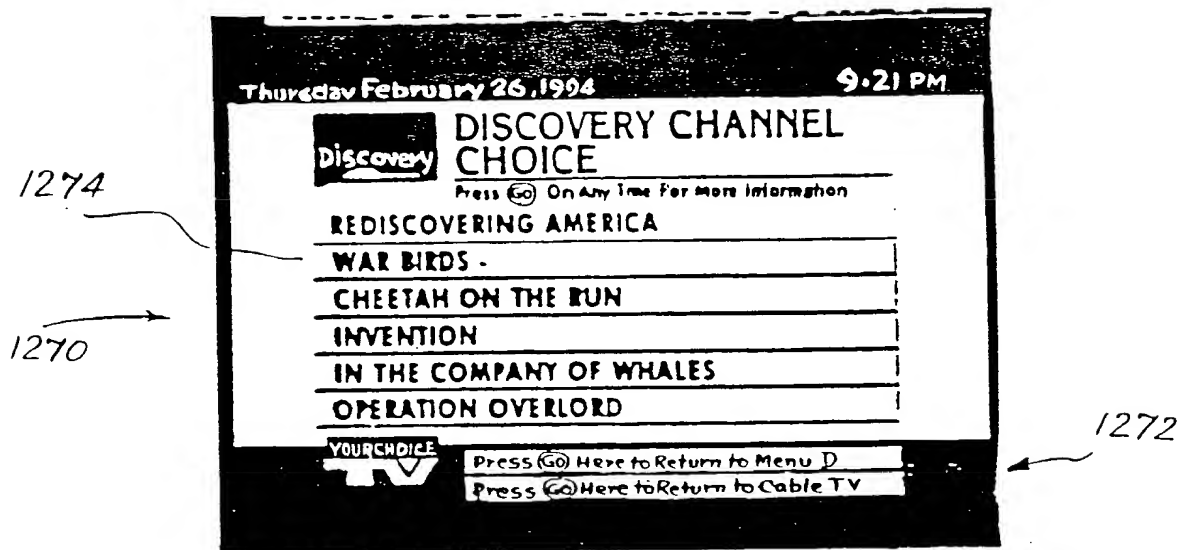 Thursday February 26, 1994 9:21 PM
Discovery
DISCOVERY CHANNEL
CHOICE
Press Go On Any Time For More Information
1274
REDISCOVERING AMERICA
WAR BIRDS
CHEETAH ON THE RUN
1270
INVENTION
IN THE COMPANY OF WHALES
OPERATION OVERLORD
1272
YOUR CHOICE
TV
Press Go Here to Return to Menu D
Press Go Here to Return to Cable TV